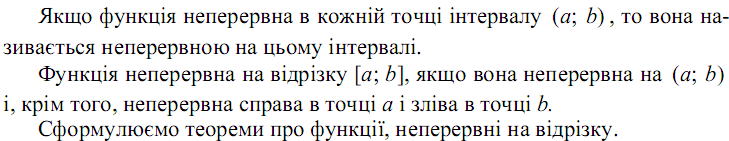 Якщо функція неперервна в кожній точці інтервалу (a; b), то вона на-
зивається неперервною на цьому інтервалі.
Функція неперервна на відрізку [a; b], якщо вона неперервна на (a; b)
і, крім того, неперервна справа в точці a і зліва в точці b.
Сформулюємо теореми про функції, неперервні на відрізку.